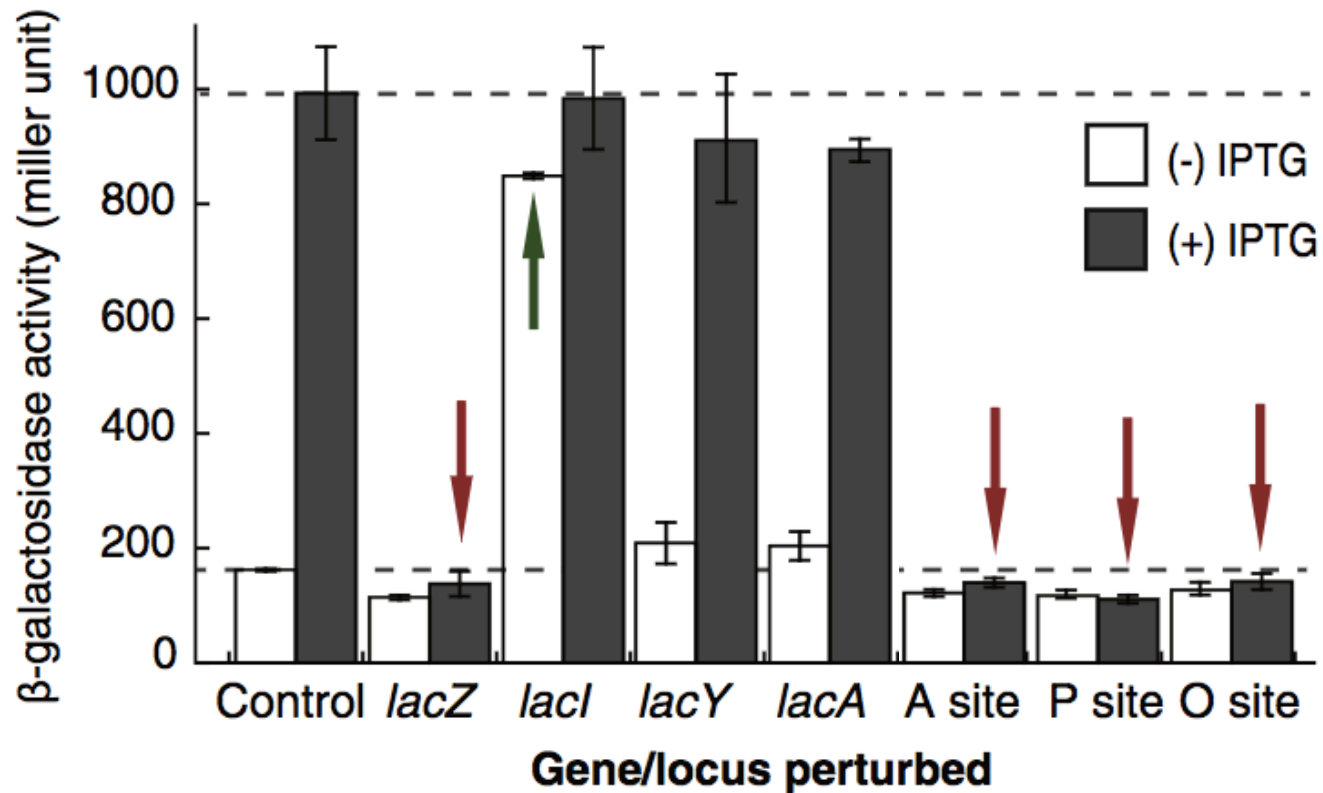 β-galactosidase activity (miller unit)
1000
800
600
400
200
0
(-) IPTG
(+) IPTG
Control lacZ lacI lacY lacA A site P site O site
Gene/locus perturbed